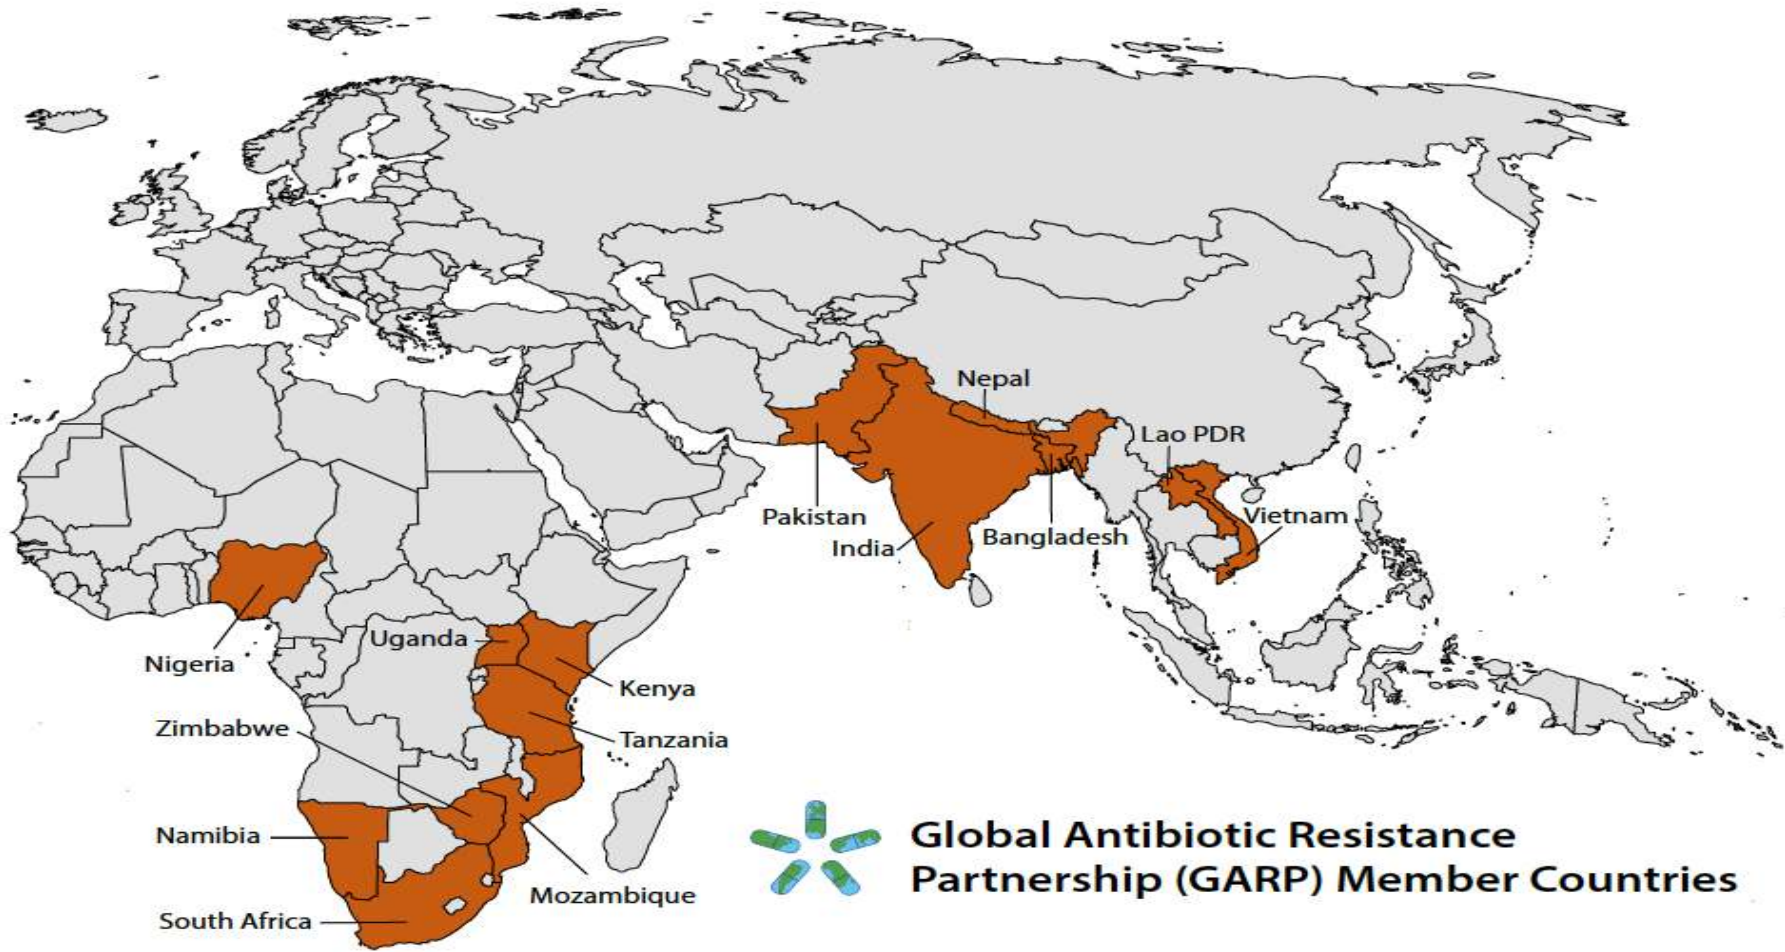 Nepal
Lao PDR
Pakistan
India
Bangladesh
Vietnam
Nigeria
Uganda
Kenya
Zimbabwe
Tanzania
Namibia
Mozambique
South Africa
Global Antibiotic Resistance
Partnership (GARP) Member Countries